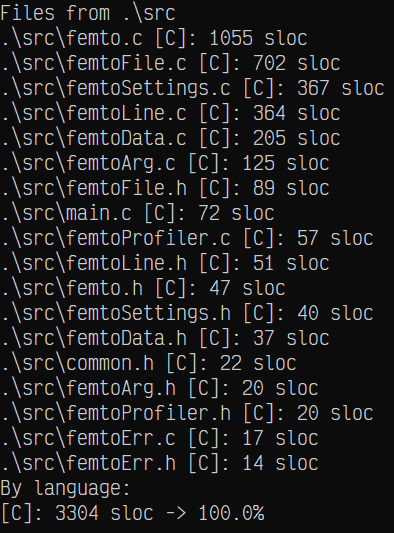 Files from .\src
.\src\femto.c [C]: 1055 sloc
.\src\femtoFile.c [C]: 702 sloc
.\src\femtoSettings.c [C]: 367 sloc
.\src\femtoLine.c [C]: 364 sloc
.\src\femtoData.c [C]: 205 sloc
.\src\femtoArg.c [C]: 125 sloc
.\src\femtoFile.h [C]: 89 sloc
.\src\main.c [C]: 72 sloc
.\src\femtoProfiler.c [C]: 57 sloc
.\src\femtoLine.h [C]: 51 sloc
.\src\femto.h [C]: 47 sloc
.\src\femtoSettings.h [C]: 40 sloc
.\src\femtoData.h [C]: 37 sloc
.\src\common.h [C]: 22 sloc
.\src\femtoArg.h [C]: 20 sloc
.\src\femtoProfiler.h [C]: 20 sloc
.\src\femtoErr.c [C]: 17 sloc
.\src\femtoErr.h [C]: 14 sloc
By language:
[C]: 3304 sloc -> 100.0%